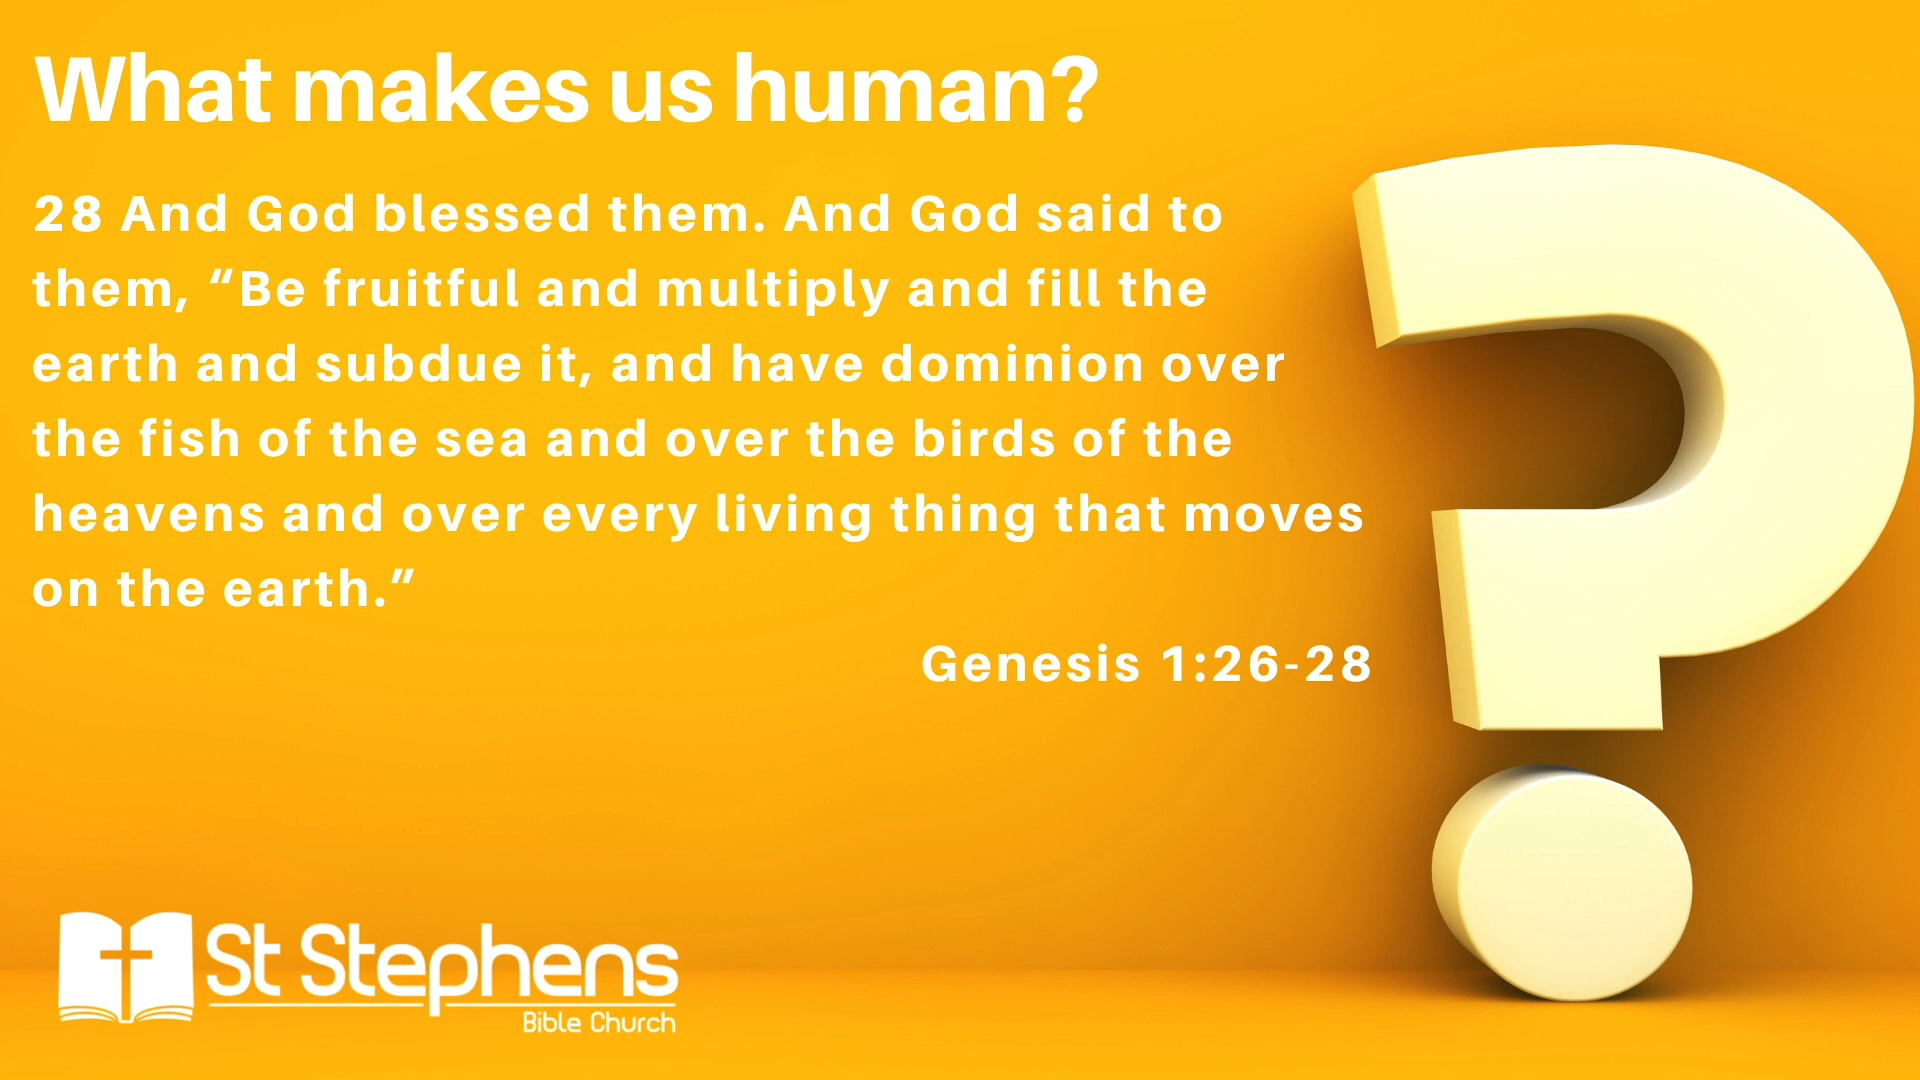 What makes us human?
28 And God blessed them. And God said to
them, “Be fruitful and multiply and fill the
earth and subdue it, and have dominion over
the fish of the sea and over the birds of the
heavens and over every living thing that moves
on the earth.”
Genesis 1:26-28
St Stephens
Bible Church